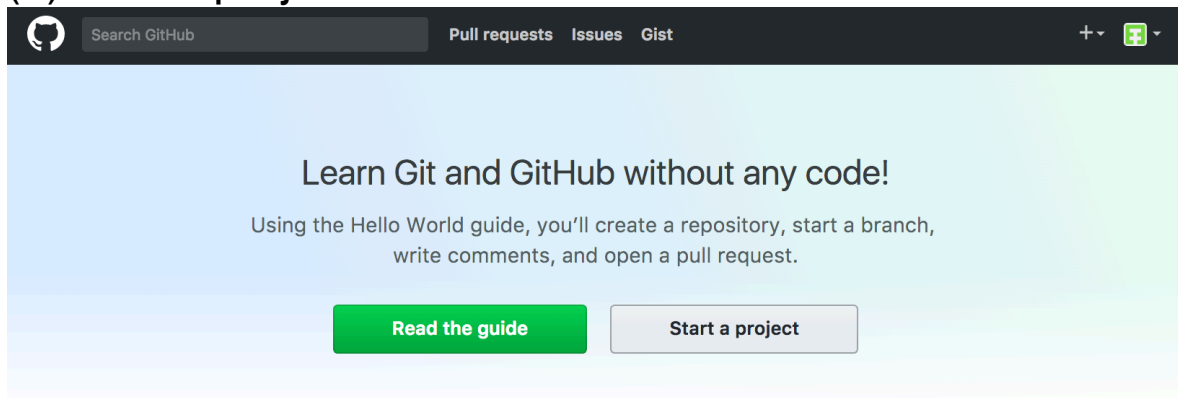 Search GitHub
Pull requests Issues Gist
Learn Git and GitHub without any code!
Using the Hello World guide, you’ll create a repository, start a branch,
write comments, and open a pull request.
Read the guide
Start a project